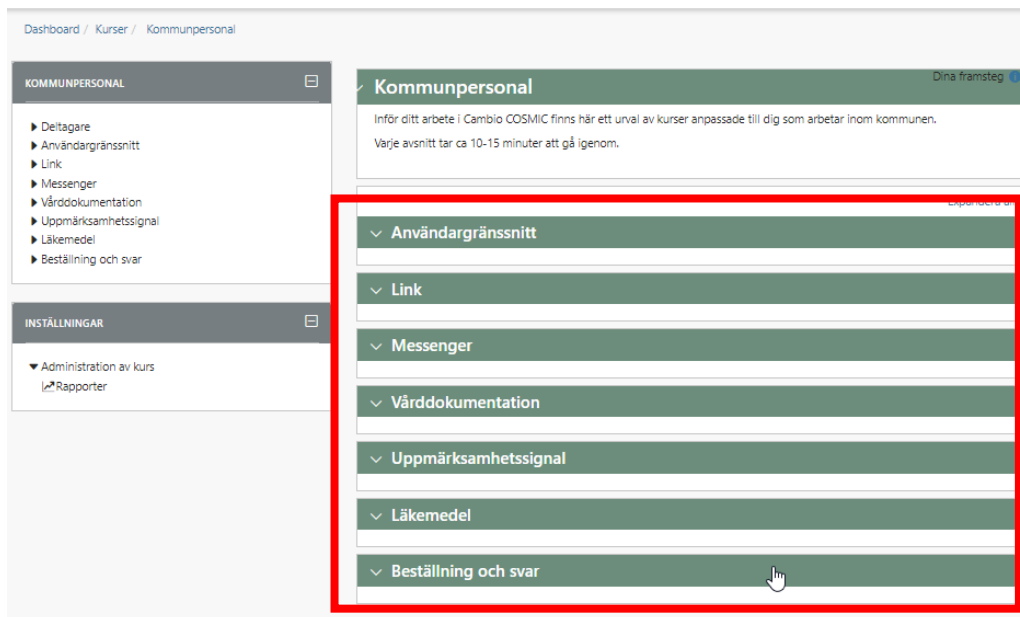 Dashboard / Kurser / Kommunpersonal
KOMMUNPERSONAL
Deltagare
Användargränssnitt
Link
Messenger
Vårddokumentation
Uppmärksamhetssignal
Läkemedel
Beställning och svar
INSTÄLLNINGAR
Administration av kurs
Rapporter
Dina framsteg
Kommunpersonal
Inför ditt arbete i Cambio COSMIC finns här ett urval av kurser anpassade till dig som arbetar inom kommunen.
Varje avsnitt tar ca 10-15 minuter att gå igenom.
Expandera
Användargränssnitt
Link
Messenger
Vårddokumentation
Uppmärksamhetssignal
Läkemedel
Beställning och svar